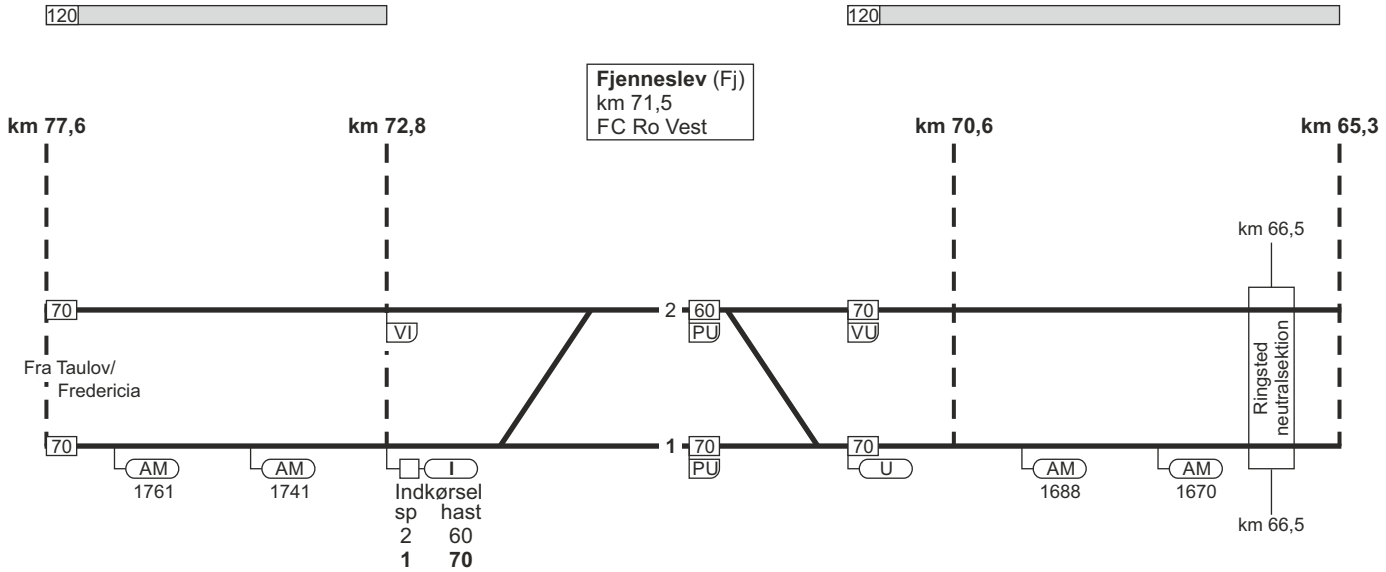 120
120
Fjenneslev (Fj)
km 71,5
FC Ro Vest
km 77,6
km 72,8
km 70,6
km 65,3
km 66,5
70
2
60
70
VI
PU
VU
Fra Taulov/
Fredericia
Ringsted
neutralsektion
70
1
70
70
AM
AM
I
PU
U
AM
AM
1761
1741
1688
1670
Indkørsel
sp hast
2 60
1 70
km 66,5